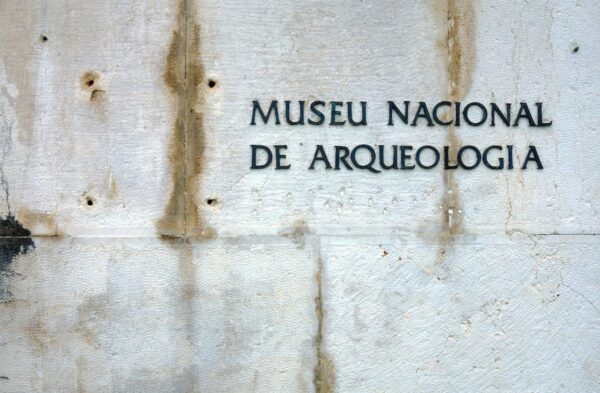 MUSEU NACIONAL
DE ARQUEOLOGIA